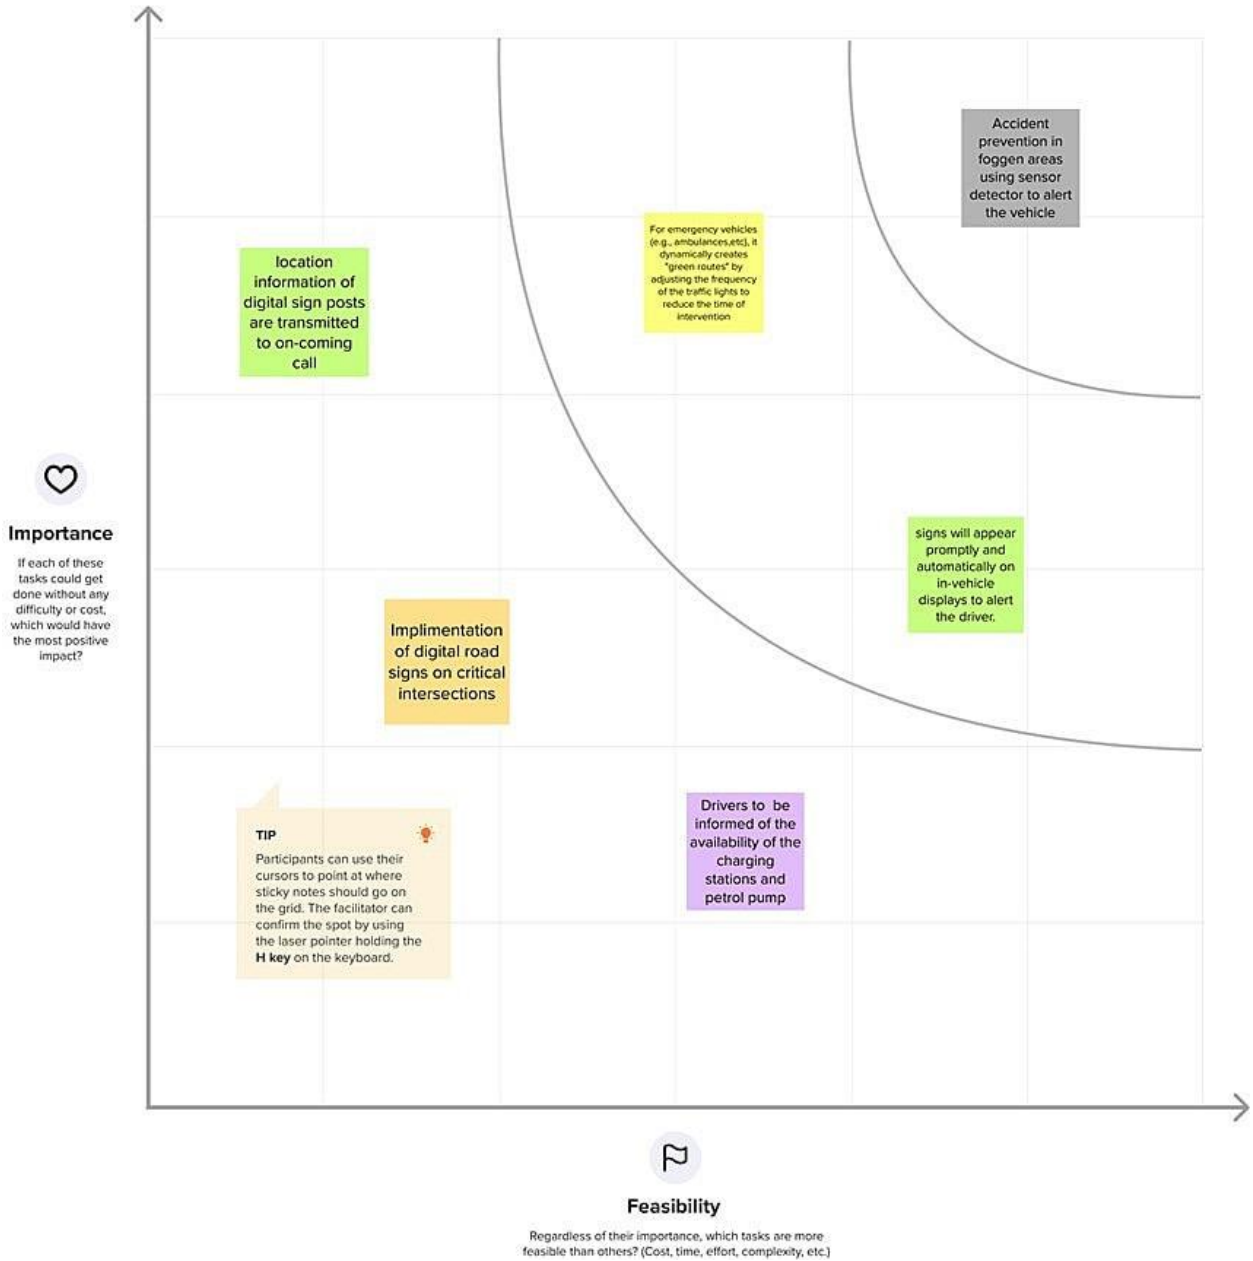 Accident
prevention in
foggen areas
using sensor
detector to alert
the vehicle
For emergency vehicles
(e.g., ambulances,etc), it
dynamically creates
"green routes" by
adjusting the frequency
of the traffic lights to
reduce the time of
intervention
location
information of
digital sign posts
are transmitted
to on-coming
call
Importance
If each of these
tasks could get
done without any
difficulty or cost,
which would have
the most positive
impact?
signs will appear
promptly and
automatically on
in-vehicle
displays to alert
the driver.
Implimentation
of digital road
signs on critical
intersections
Drivers to be
informed of the
availability of the
charging
stations and
petrol pump
TIP
Participants can use their
cursors to point at where
sticky notes should go on
the grid. The facilitator can
confirm the spot by using
the laser pointer holding the
H key on the keyboard.
Feasibility
Regardless of their importance, which tasks are more
feasible than others? (Cost, time, effort, complexity, etc.)